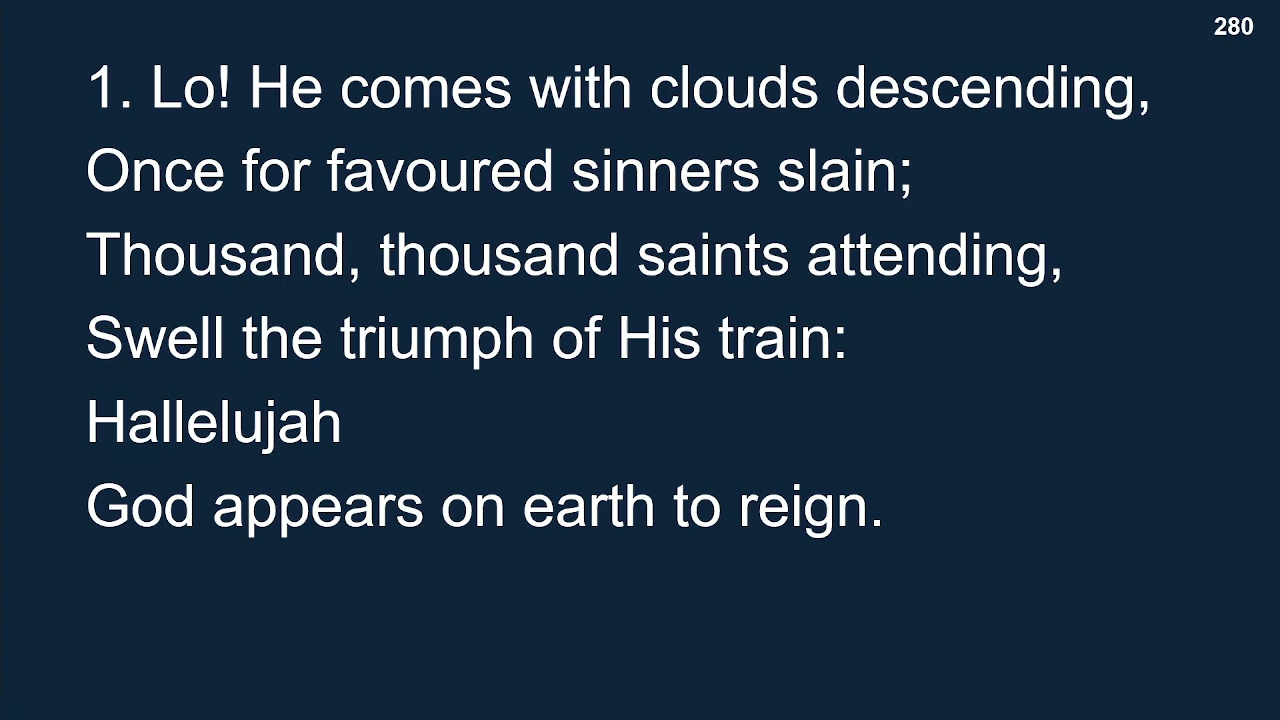 280
1. Lo! He comes with clouds descending,
Once for favoured sinners slain;
Thousand, thousand saints attending,
Swell the triumph of His train:
Hallelujah
God appears on earth to reign.